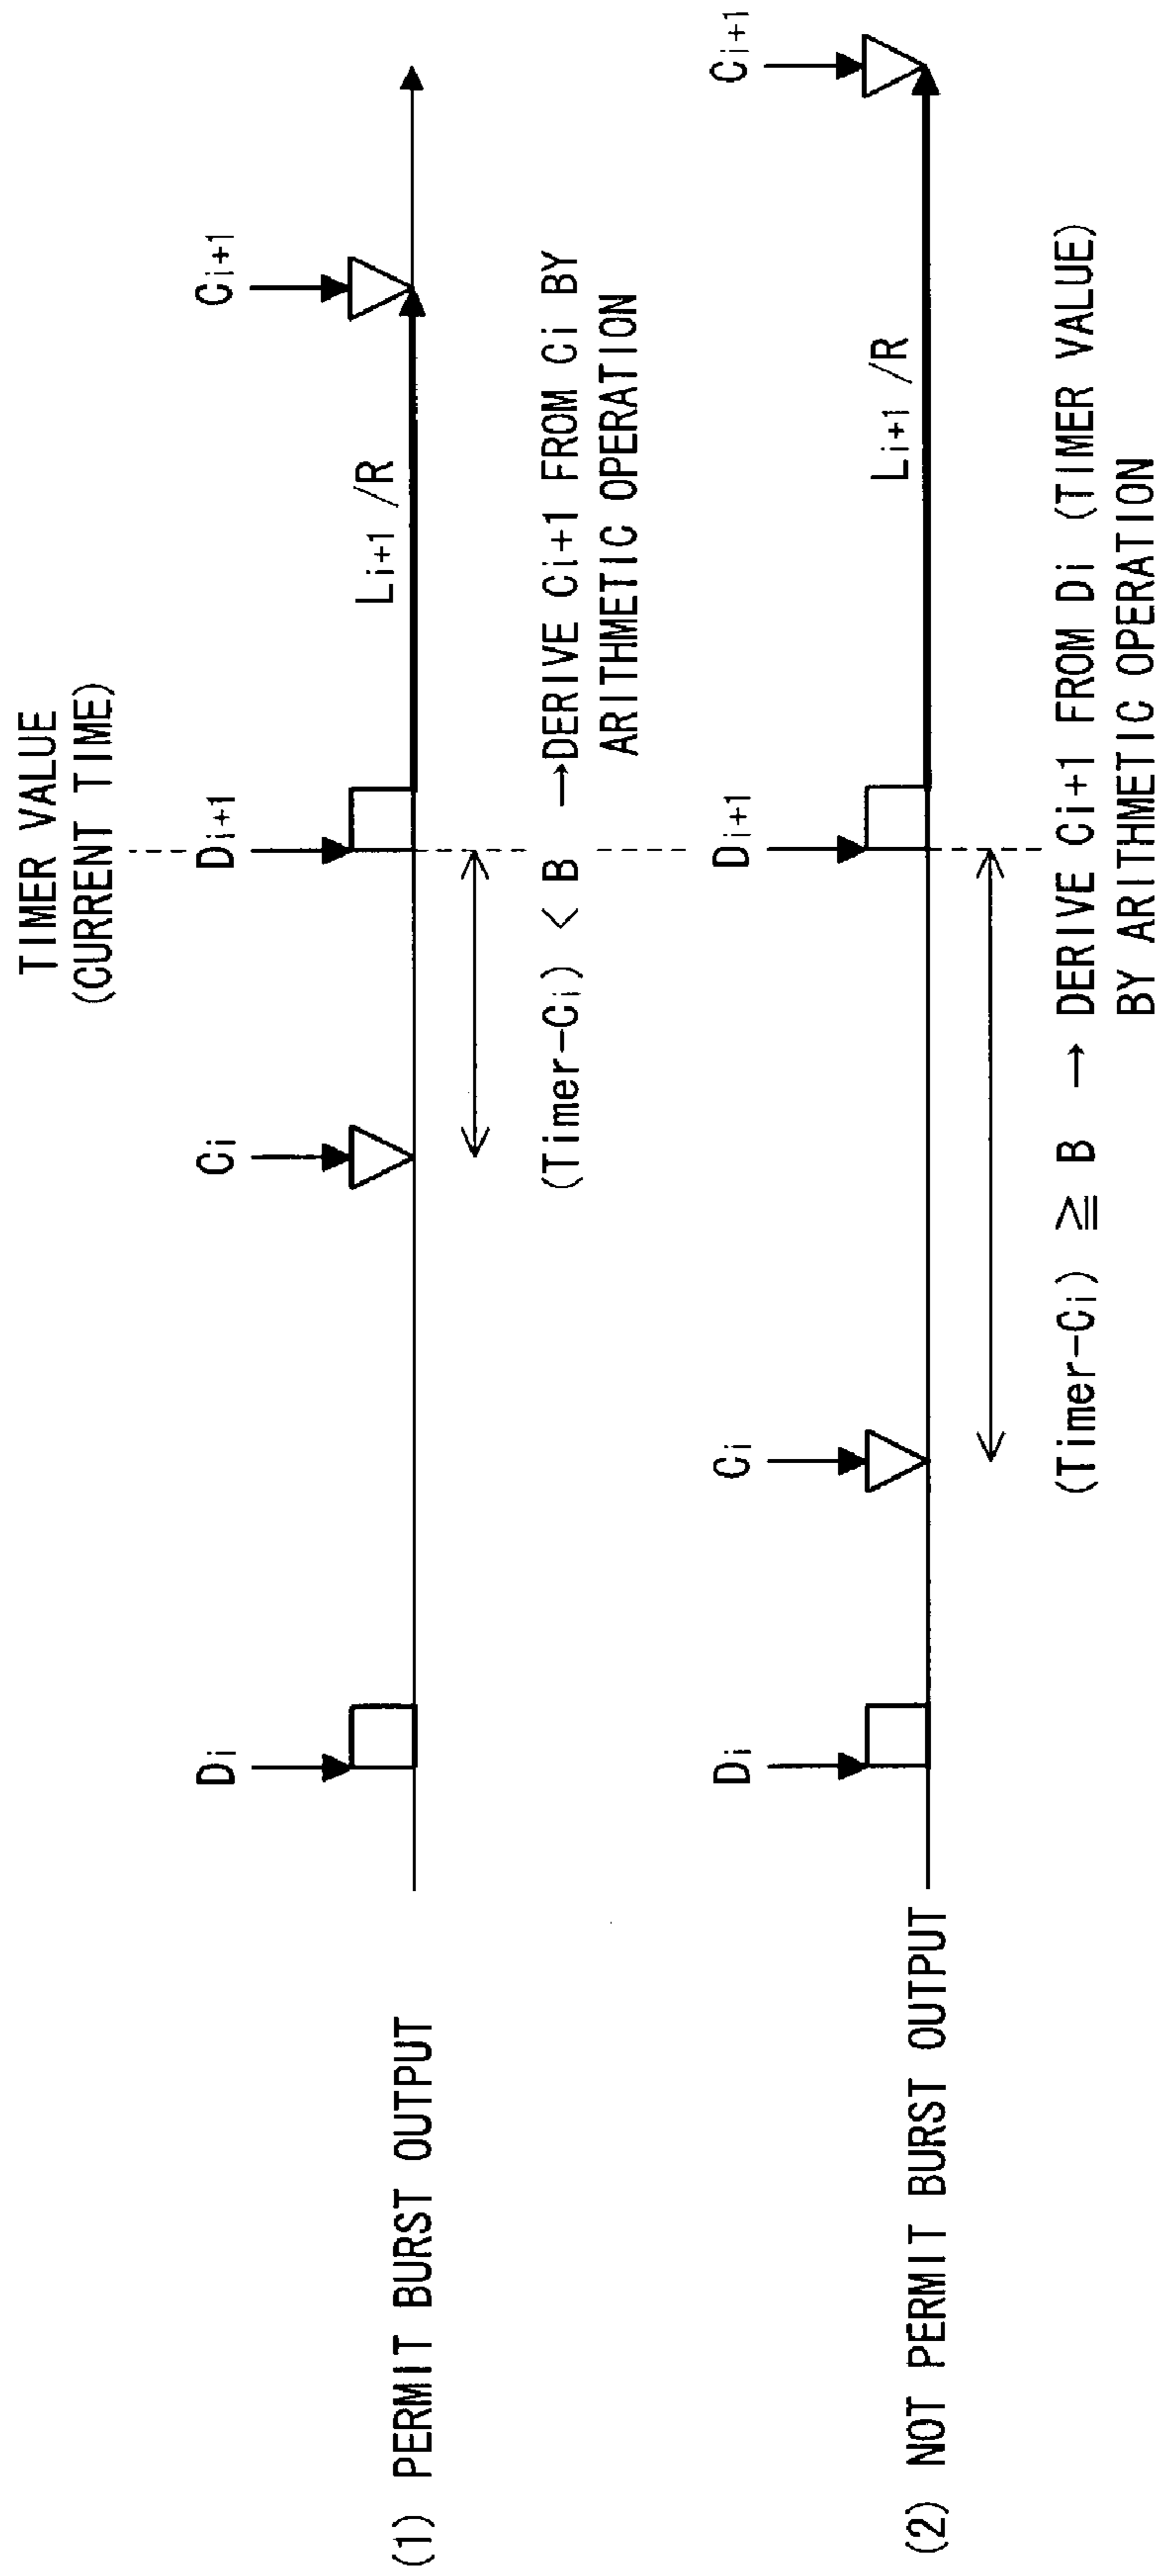 TIMER VALUE
(CURRENT TIME)
Di
Ci
Di+1
Ci+1
(1) PERMIT BURST OUTPUT
Li+1 /R
(Timer-Ci) < B →DERIVE Ci+1 FROM Ci BY
ARITHMETIC OPERATION
Di
Ci
Di+1
Ci+1
(2) NOT PERMIT BURST OUTPUT
Li+1 /R
(Timer-Ci) ≧ B → DERIVE Ci+1 FROM Di (TIMER VALUE)
BY ARITHMETIC OPERATION